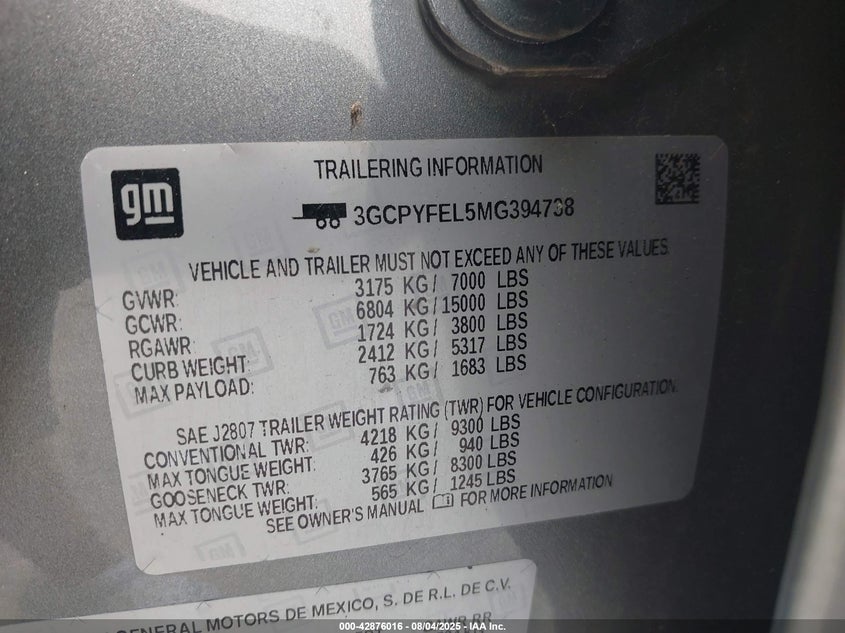 gm
TRAILERING INFORMATION
3GCPYFEL5MG394738
VEHICLE AND TRAILER MUST NOT EXCEED ANY OF THESE VALUES.
GVWR: 3175 KG / 7000 LBS
GCWR: 6804 KG / 15000 LBS
RGAWR: 1724 KG / 3800 LBS
CURB WEIGHT: 2412 KG / 5317 LBS
MAX PAYLOAD: 763 KG / 1683 LBS
SAE J2807 TRAILER WEIGHT RATING (TWR) FOR VEHICLE CONFIGURATION.
CONVENTIONAL TWR: 4218 KG / 9300 LBS
MAX TONGUE WEIGHT: 426 KG / 940 LBS
GOOSENECK TWR: 3765 KG / 8300 LBS
MAX TONGUE WEIGHT: 565 KG / 1245 LBS
SEE OWNER'S MANUAL FOR MORE INFORMATION
GENERAL MOTORS DE MEXICO, S. DE R.L. DE C.V.
000-42876016 - 08/04/2025 - IAA Inc.